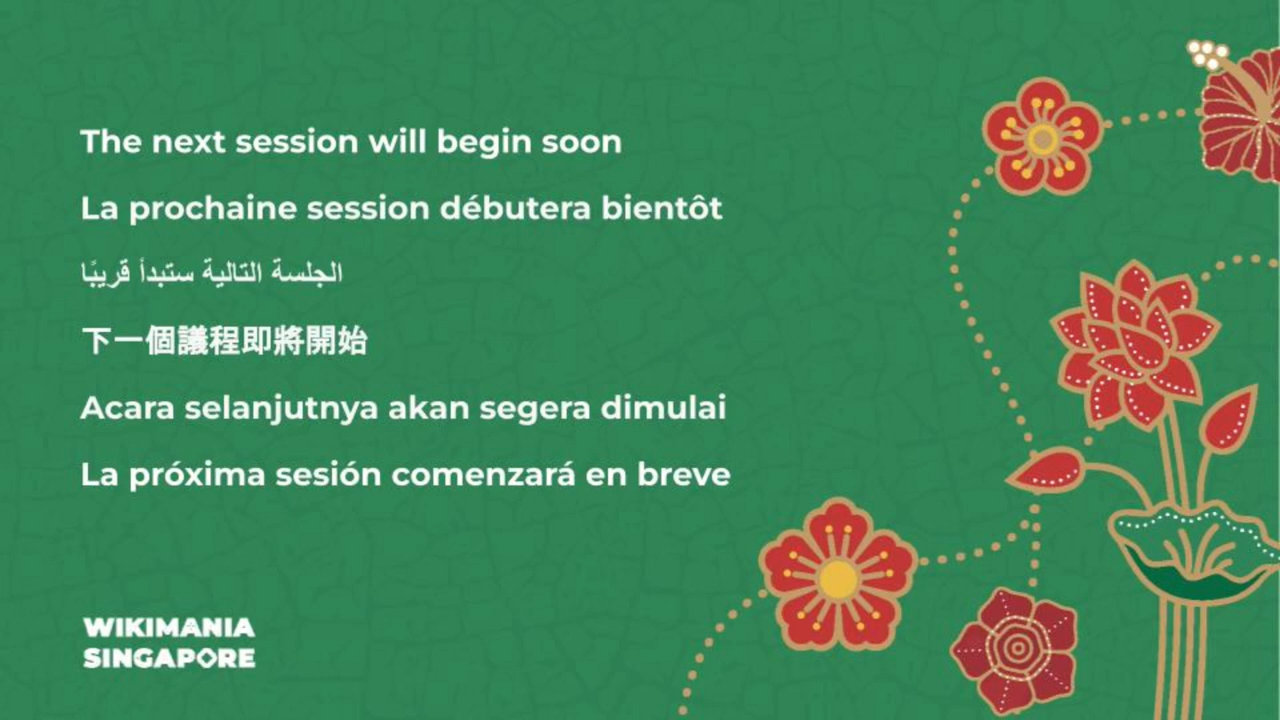 The next session will begin soon
La prochaine session débutera bientôt
الجلسة التالية ستبدأ قريبًا
下一個議程即將開始
Acara selanjutnya akan segera dimulai
La próxima sesión comenzará en breve
WIKIMANIA
SINGAPORE